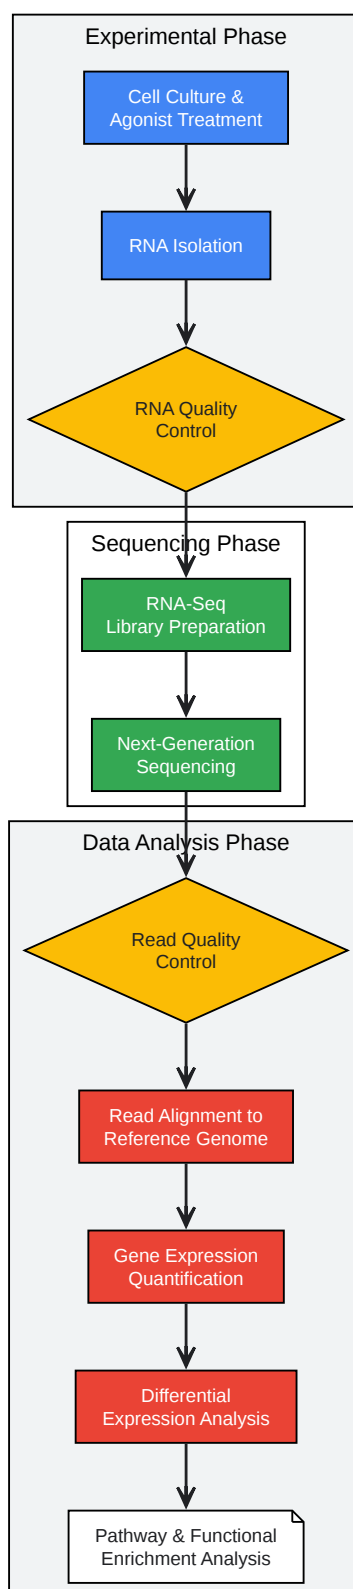 Experimental Phase
Cell Culture &
Agonist Treatment
RNA Isolation
RNA Quality
Control
Sequencing Phase
RNA-Seq
Library Preparation
Next-Generation
Sequencing
Data Analysis Phase
Read Quality
Control
Read Alignment to
Reference Genome
Gene Expression
Quantification
Differential
Expression Analysis
Pathway & Functional
Enrichment Analysis